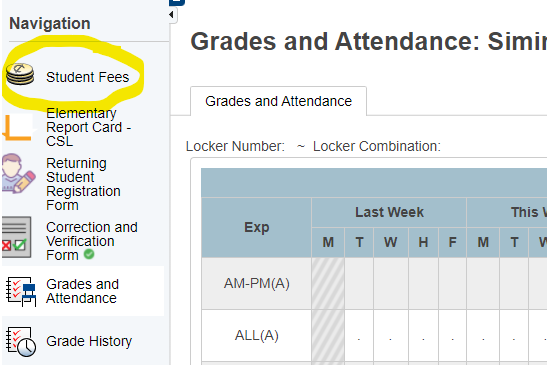 Navigation
Student Fees
Elementary
Report Card -
CSL
Returning
Student
Registration
Form
Correction and
Verification
Form
Grades and
Attendance
Grade History
Grades and Attendance: Simi
Grades and Attendance
Locker Number: ~ Locker Combination:
Exp
Last Week
This
M T W H F M T W
AM-PM(A)
ALL(A) . . . . . . .